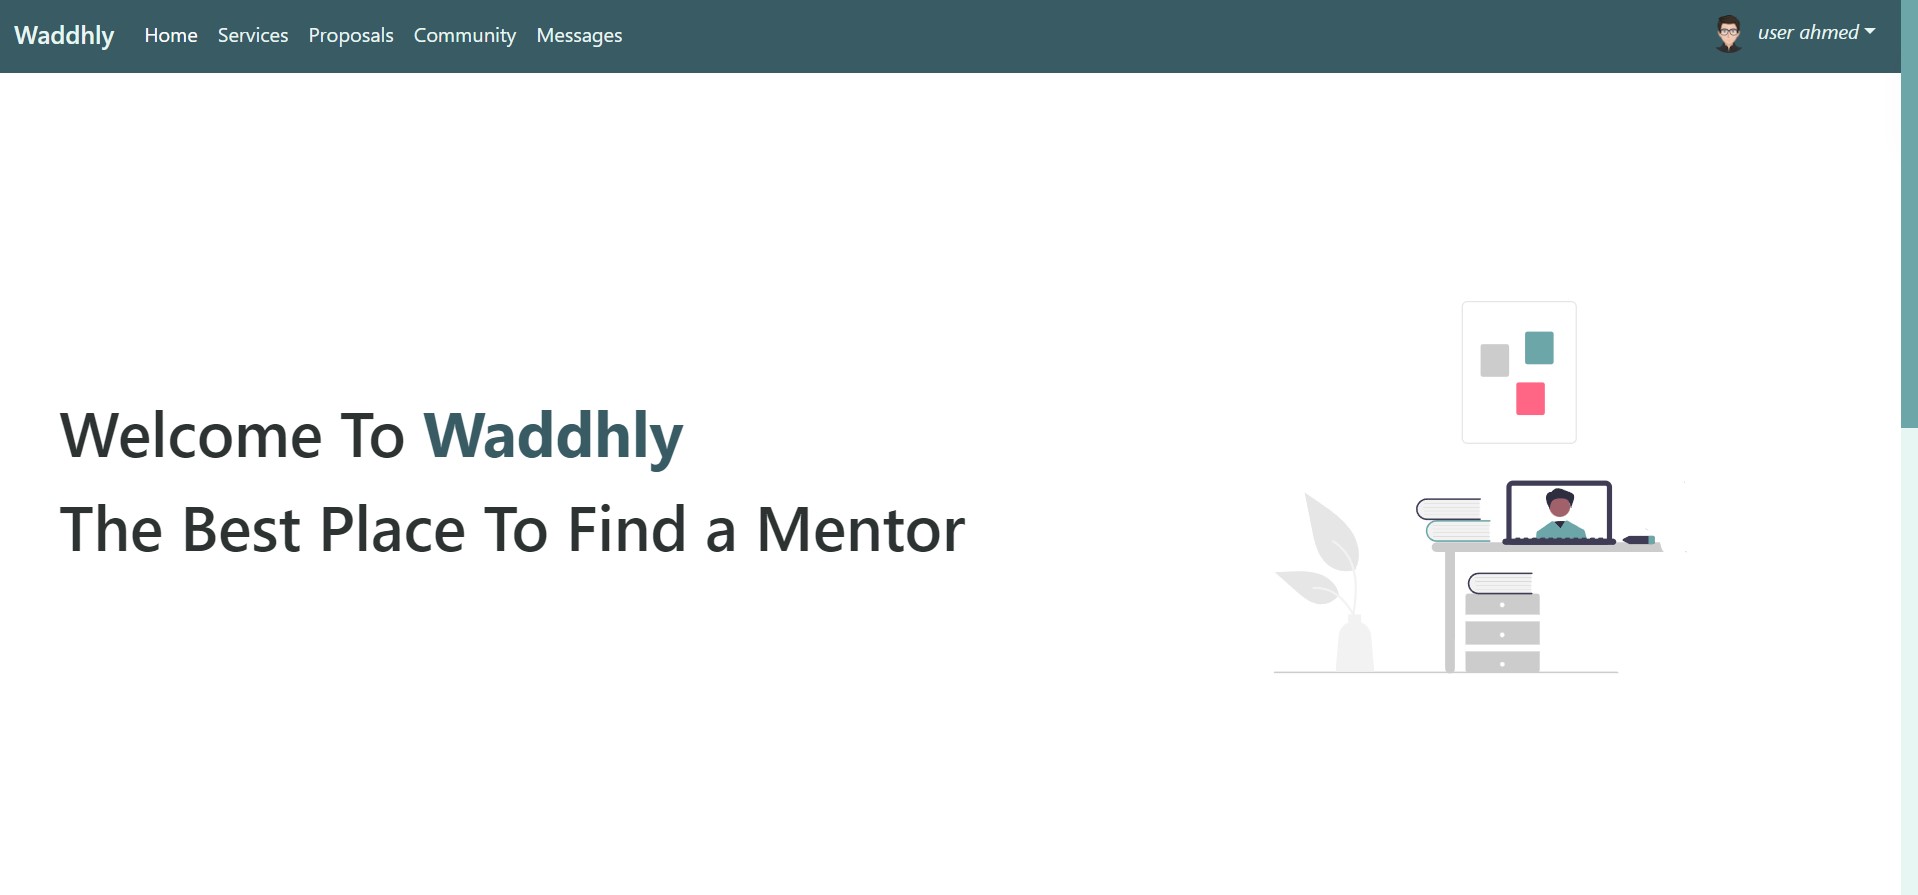 Waddhly Home Services Proposals Community Messages user ahmed
Welcome To Waddhly
The Best Place To Find a Mentor